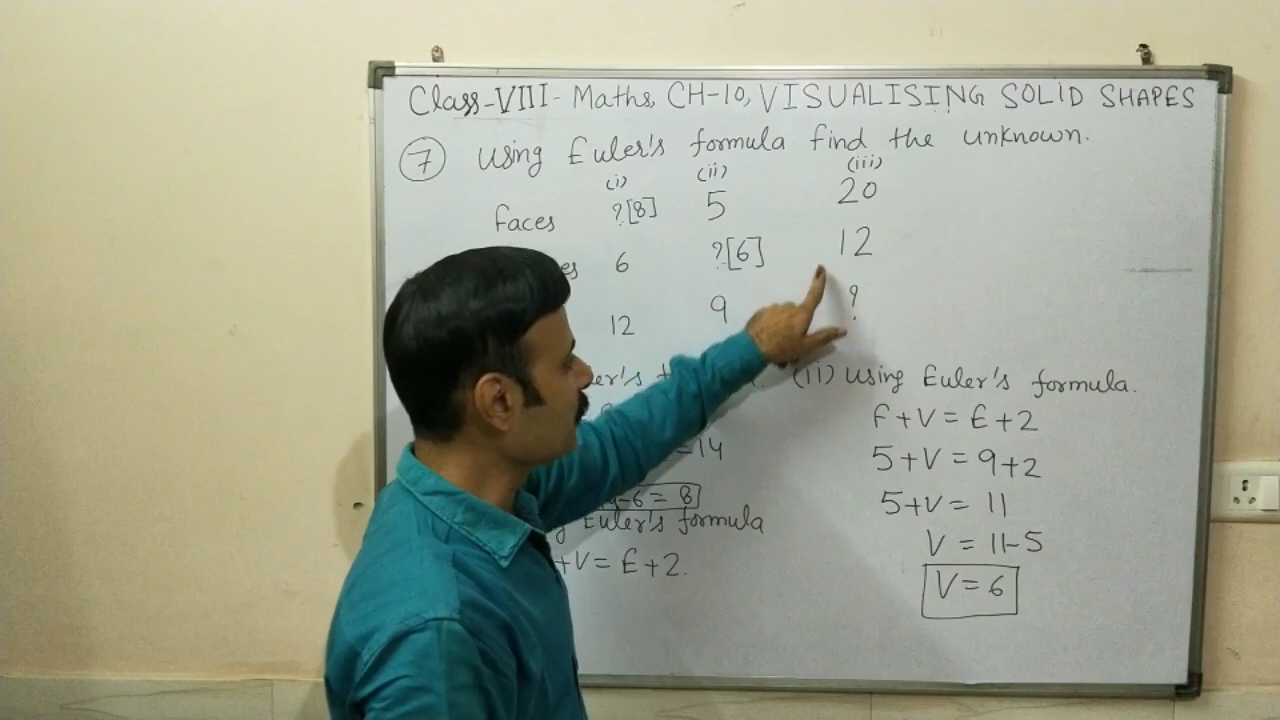 Class-VIII- Maths, CH-10, VISUALISING SOLID SHAPES
7 Using Euler's formula find the unknown.
(i) (ii) (iii)
faces ?[8] 5 20
es 6 ?[6] 12
12 9 ?
er's (ii) using Euler's formula.
F+V = E+2
=14 5+V = 9+2
-6 = 8 5+V = 11
Euler's formula
V = 11-5
+V = E+2.
V = 6